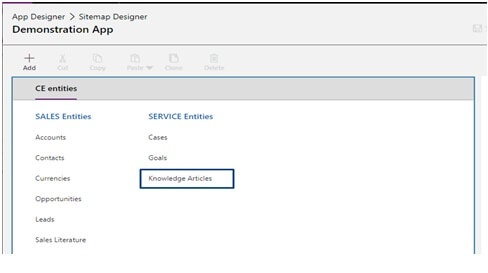 App Designer > Sitemap Designer
Demonstration App
Add Cut Copy Paste Clone Delete
CE entities
SALES Entities
Accounts
Contacts
Currencies
Opportunities
Leads
Sales Literature
SERVICE Entities
Cases
Goals
Knowledge Articles